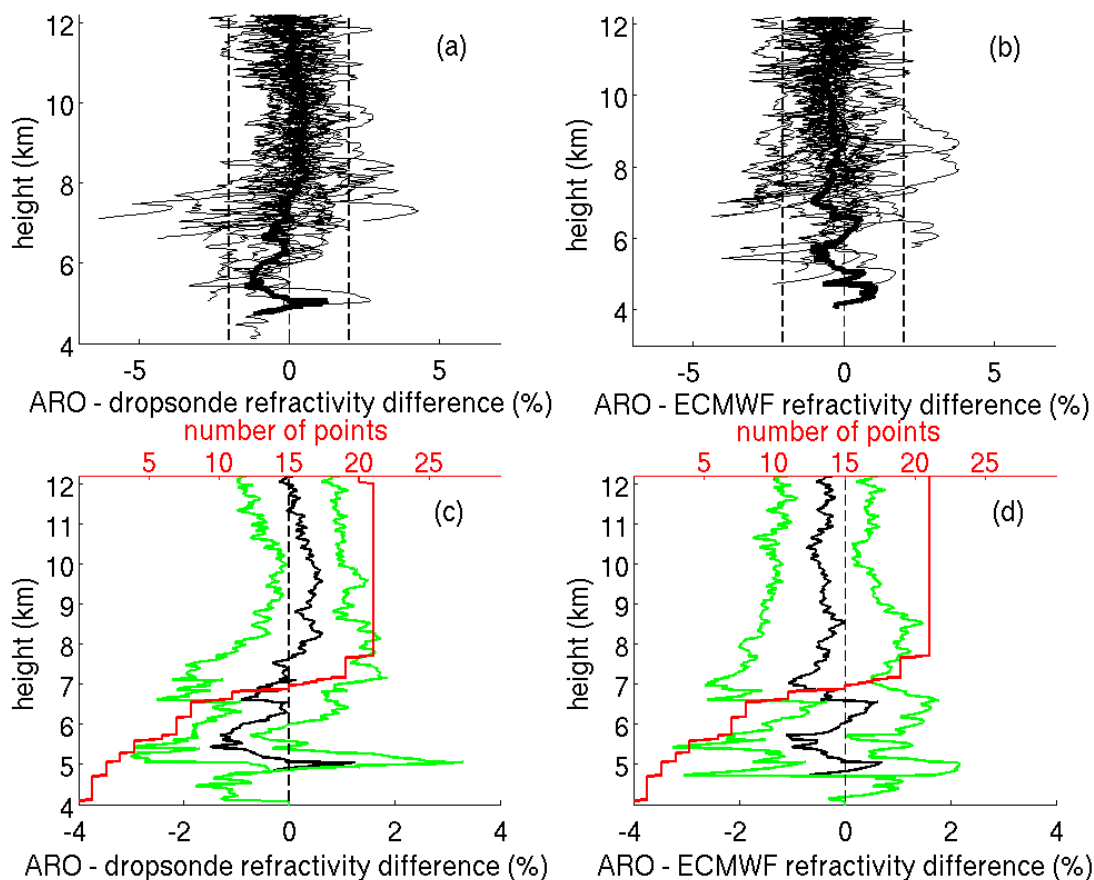 (a)
12
10
8
6
4
height (km)
-5 0 5
ARO - dropsonde refractivity difference (%)
(b)
12
10
8
6
4
height (km)
-5 0 5
ARO - ECMWF refractivity difference (%)
number of points
5 10 15 20 25
(c)
12
11
10
9
8
7
6
5
4
height (km)
-4 -2 0 2 4
ARO - dropsonde refractivity difference (%)
number of points
5 10 15 20 25
(d)
12
11
10
9
8
7
6
5
4
height (km)
-4 -2 0 2 4
ARO - ECMWF refractivity difference (%)